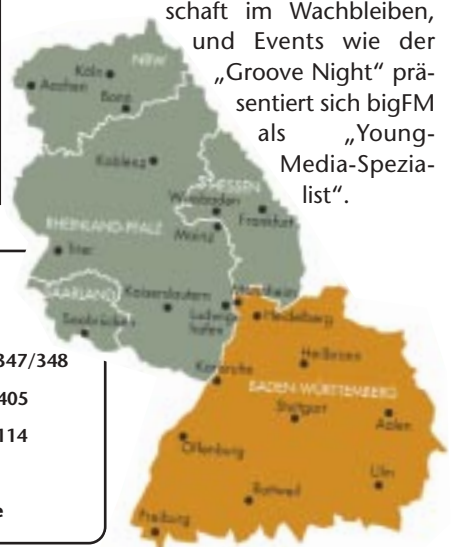 schaft im Wachbleiben,
und Events wie der
„Groove Night“ prä-
sentiert sich bigFM
als „Young-
Media-Spezia-
list“.
NRW
Köln
Aachen
Bonn
Koblenz
HESSEN
Wiesbaden
Frankfurt
Mainz
RHEINLAND-PFALZ
Trier
SAARLAND
Kaiserslautern
Mannheim
Ludwigs-
hafen
Heidelberg
Saarbrücken
347/348
Heilbronn
Karlsruhe
BADEN-WÜRTTEMBERG
405
Stuttgart
Aalen
114
Offenburg
Ulm
Rottweil
e
Freiburg